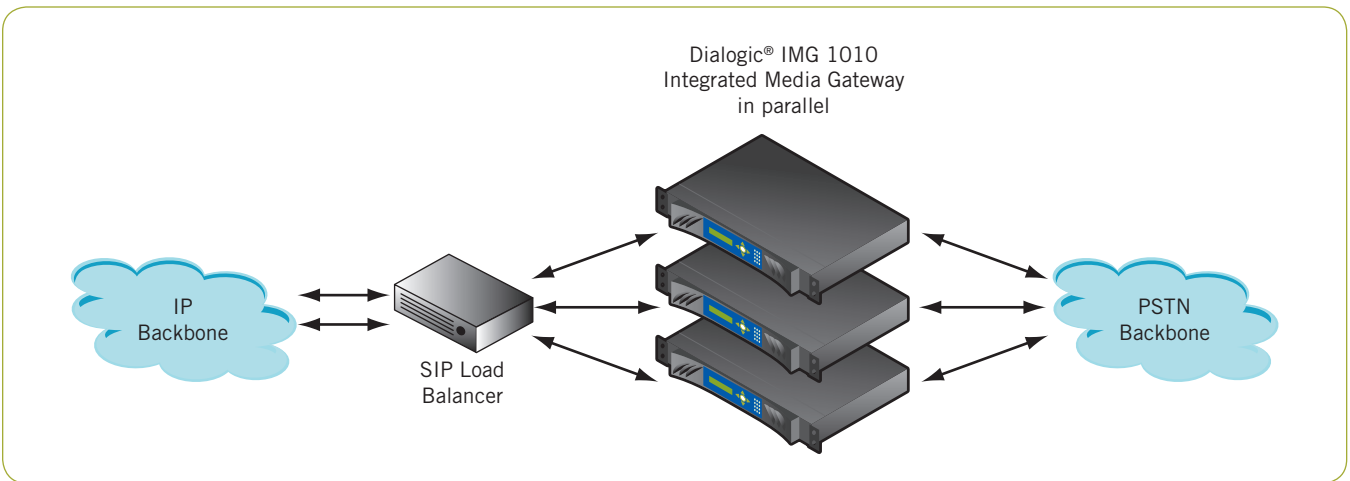 Dialogic® IMG 1010
Integrated Media Gateway
in parallel
IP
Backbone
SIP Load
Balancer
PSTN
Backbone